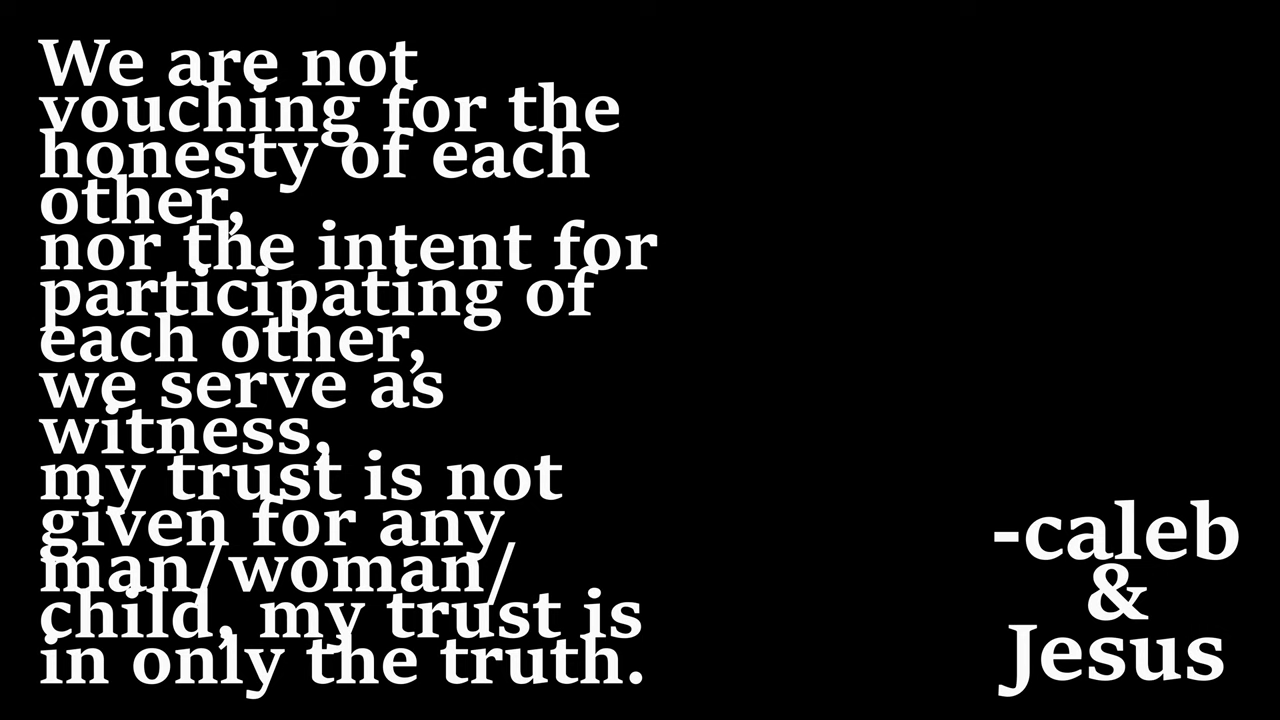 We are not
vouching for the
honesty of each
other,
nor the intent for
participating of
each other,
we serve as
witness,
my trust is not
given for any
man/woman/
child, my trust is
in only the truth.
-caleb
&
Jesus